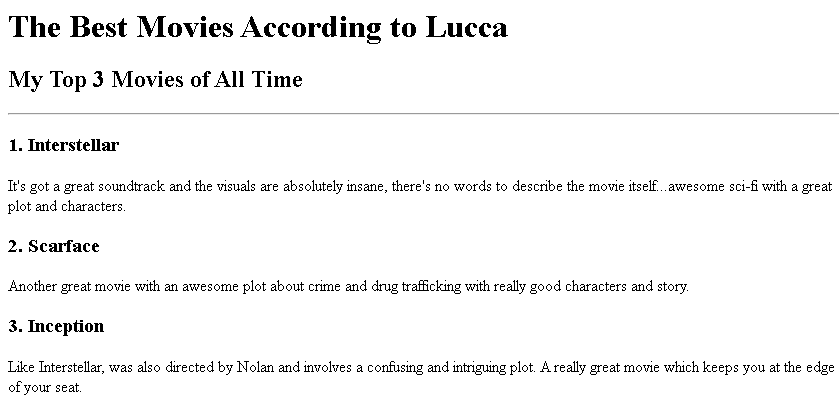 The Best Movies According to Lucca
My Top 3 Movies of All Time
1. Interstellar
It's got a great soundtrack and the visuals are absolutely insane, there's no words to describe the movie itself...awesome sci-fi with a great
plot and characters.
2. Scarface
Another great movie with an awesome plot about crime and drug trafficking with really good characters and story.
3. Inception
Like Interstellar, was also directed by Nolan and involves a confusing and intriguing plot. A really great movie which keeps you at the edge
of your seat.